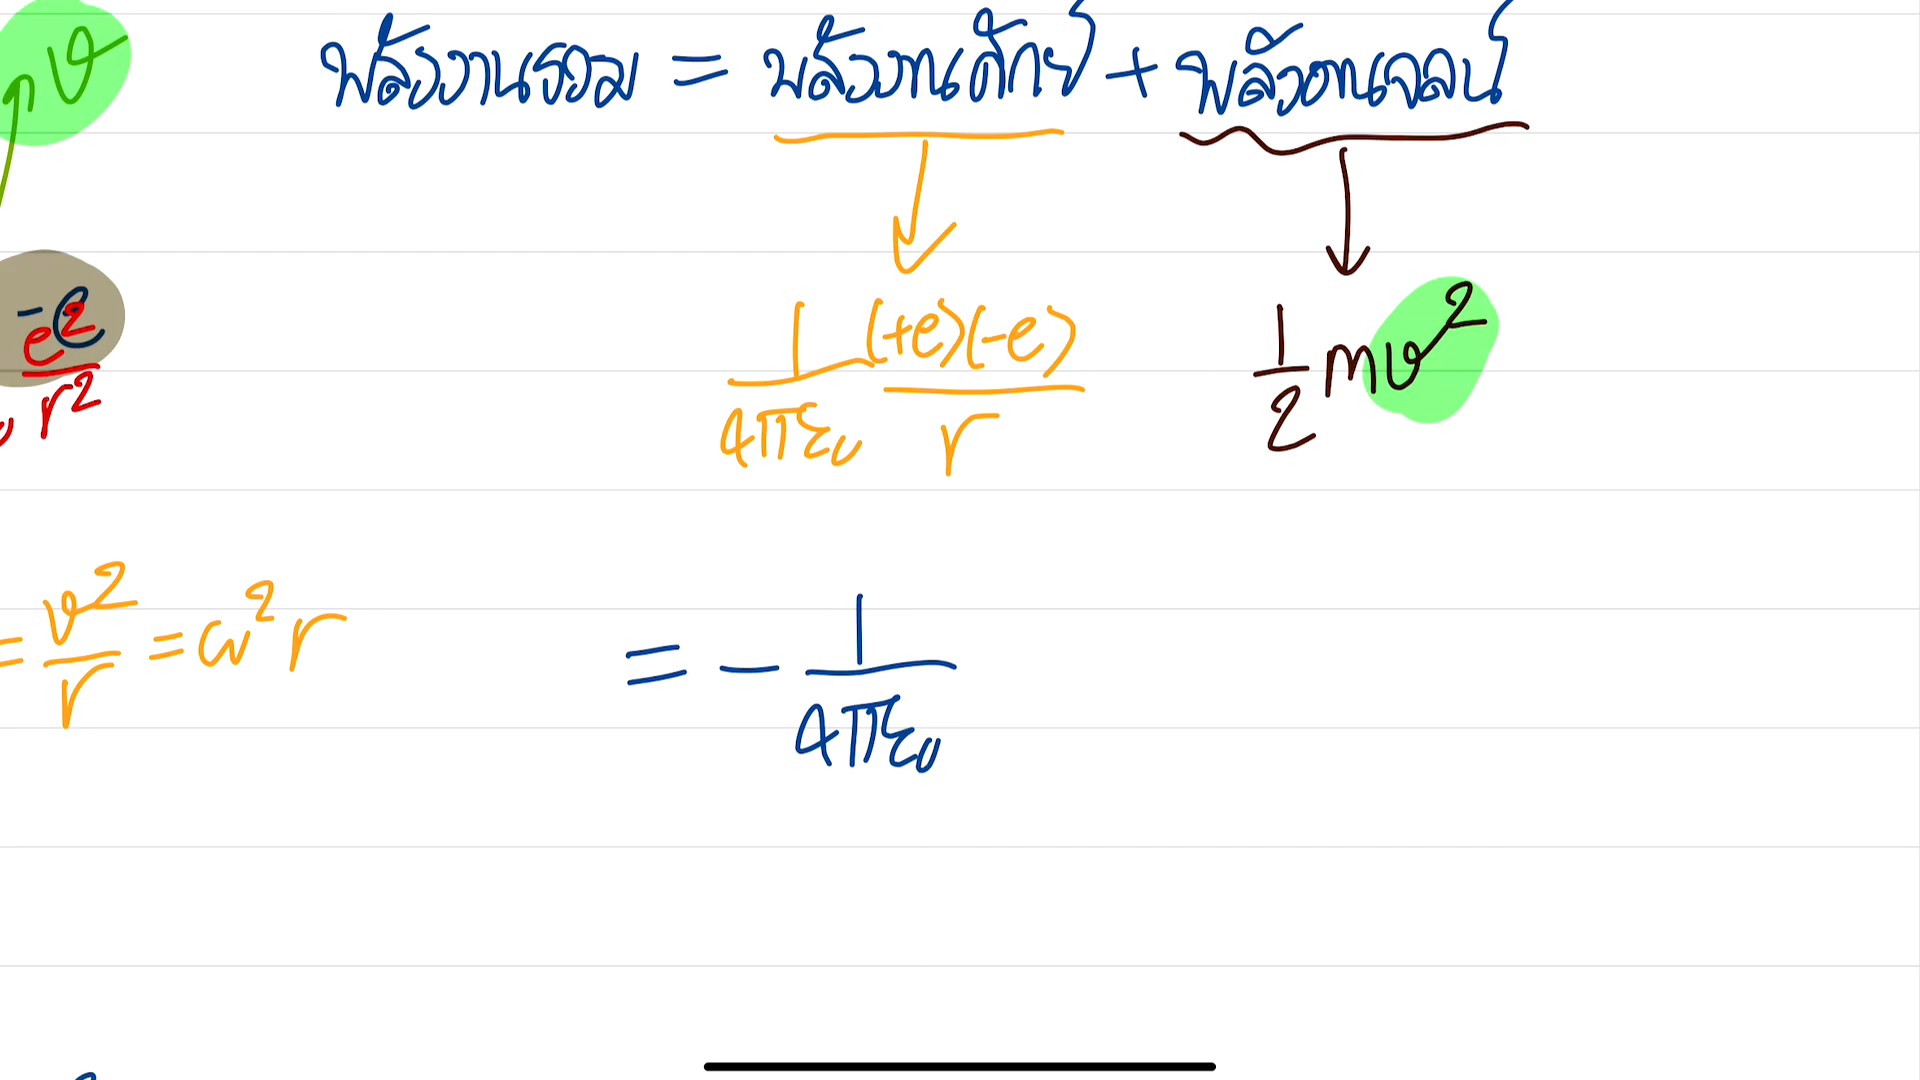 พลังงานรวม = พลังงานศักย์ + พลังงานจลน์
v
1/4πε₀ (+e)(-e)/r
1/2 mv²
e²/r²
= v²/r = ω²r
= - 1/4πε₀